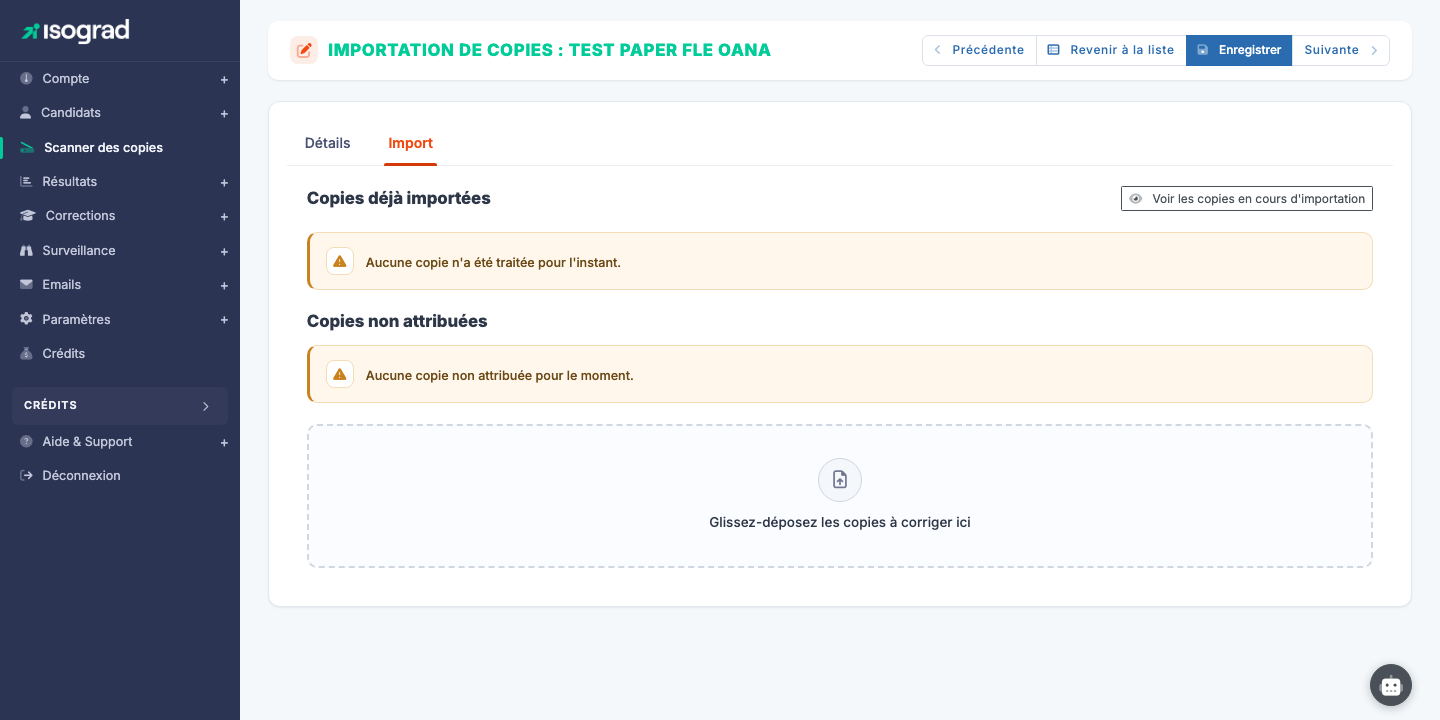 isograd
Compte +
Candidats +
Scanner des copies
Résultats +
Corrections +
Surveillance +
Emails +
Paramètres +
Crédits
CRÉDITS
Aide & Support +
Déconnexion
IMPORTATION DE COPIES : TEST PAPER FLE OANA
Précédente
Revenir à la liste
Enregistrer
Suivante
Détails
Import
Copies déjà importées
Voir les copies en cours d'importation
Aucune copie n'a été traitée pour l'instant.
Copies non attribuées
Aucune copie non attribuée pour le moment.
Glissez-déposez les copies à corriger ici